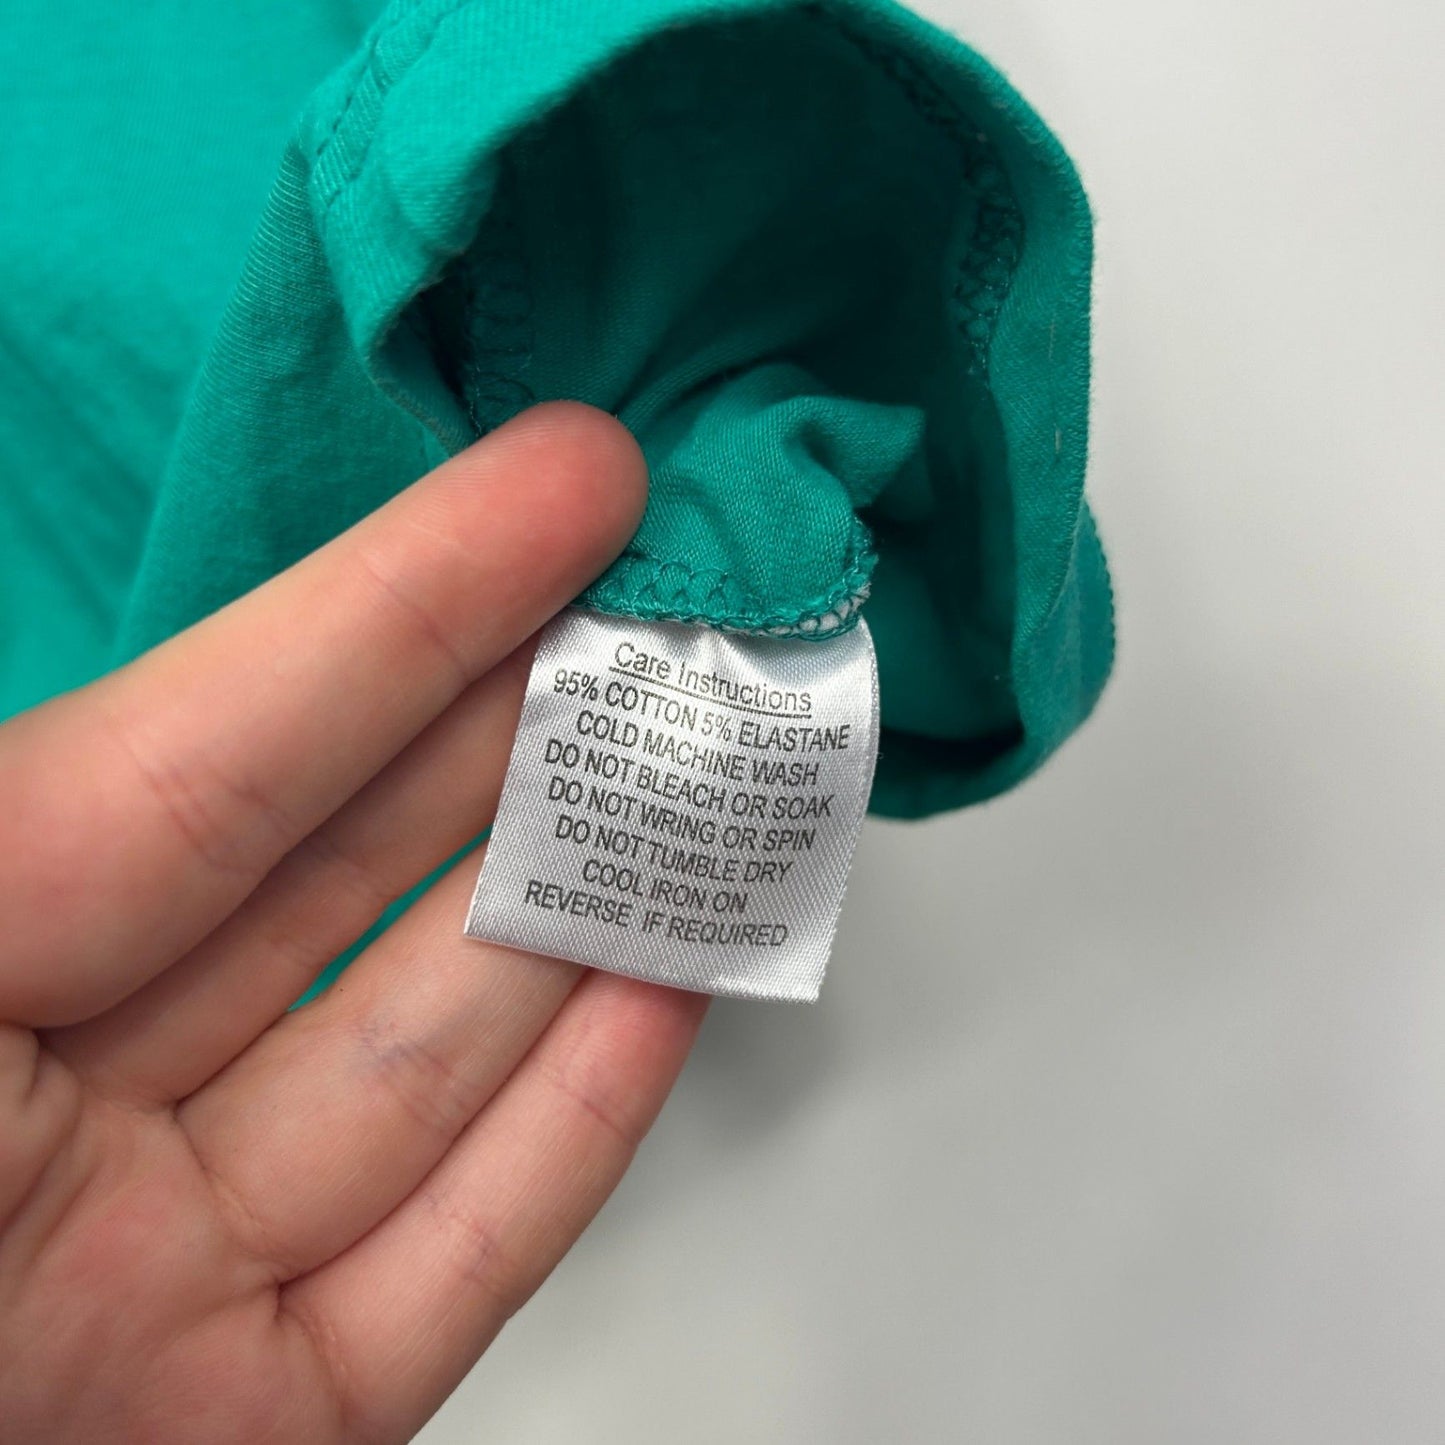 Care Instructions
95% COTTON 5% ELASTANE
COLD MACHINE WASH
DO NOT BLEACH OR SOAK
DO NOT WRING OR SPIN
DO NOT TUMBLE DRY
COOL IRON ON
REVERSE IF REQUIRED